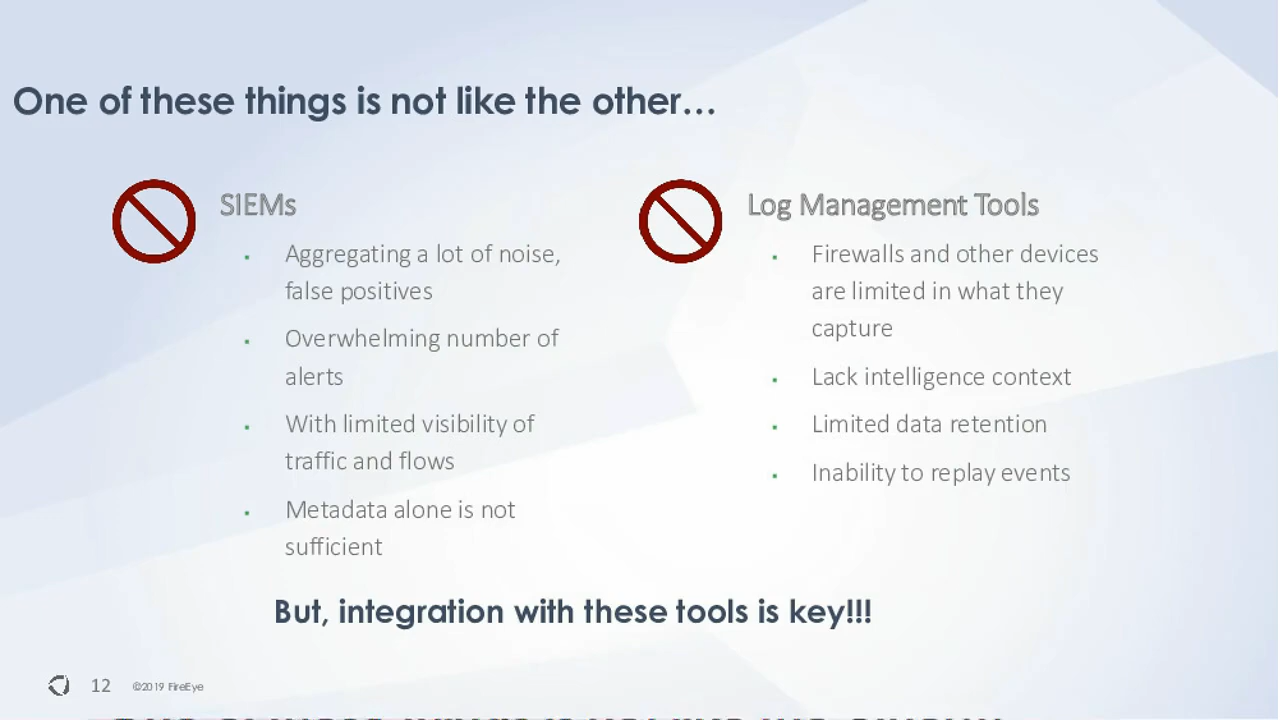 One of these things is not like the other...
SIEMs
Aggregating a lot of noise,
false positives
Overwhelming number of
alerts
With limited visibility of
traffic and flows
Metadata alone is not
sufficient
Log Management Tools
Firewalls and other devices
are limited in what they
capture
Lack intelligence context
Limited data retention
Inability to replay events
But, integration with these tools is key!!!
12
©2019 FireEye